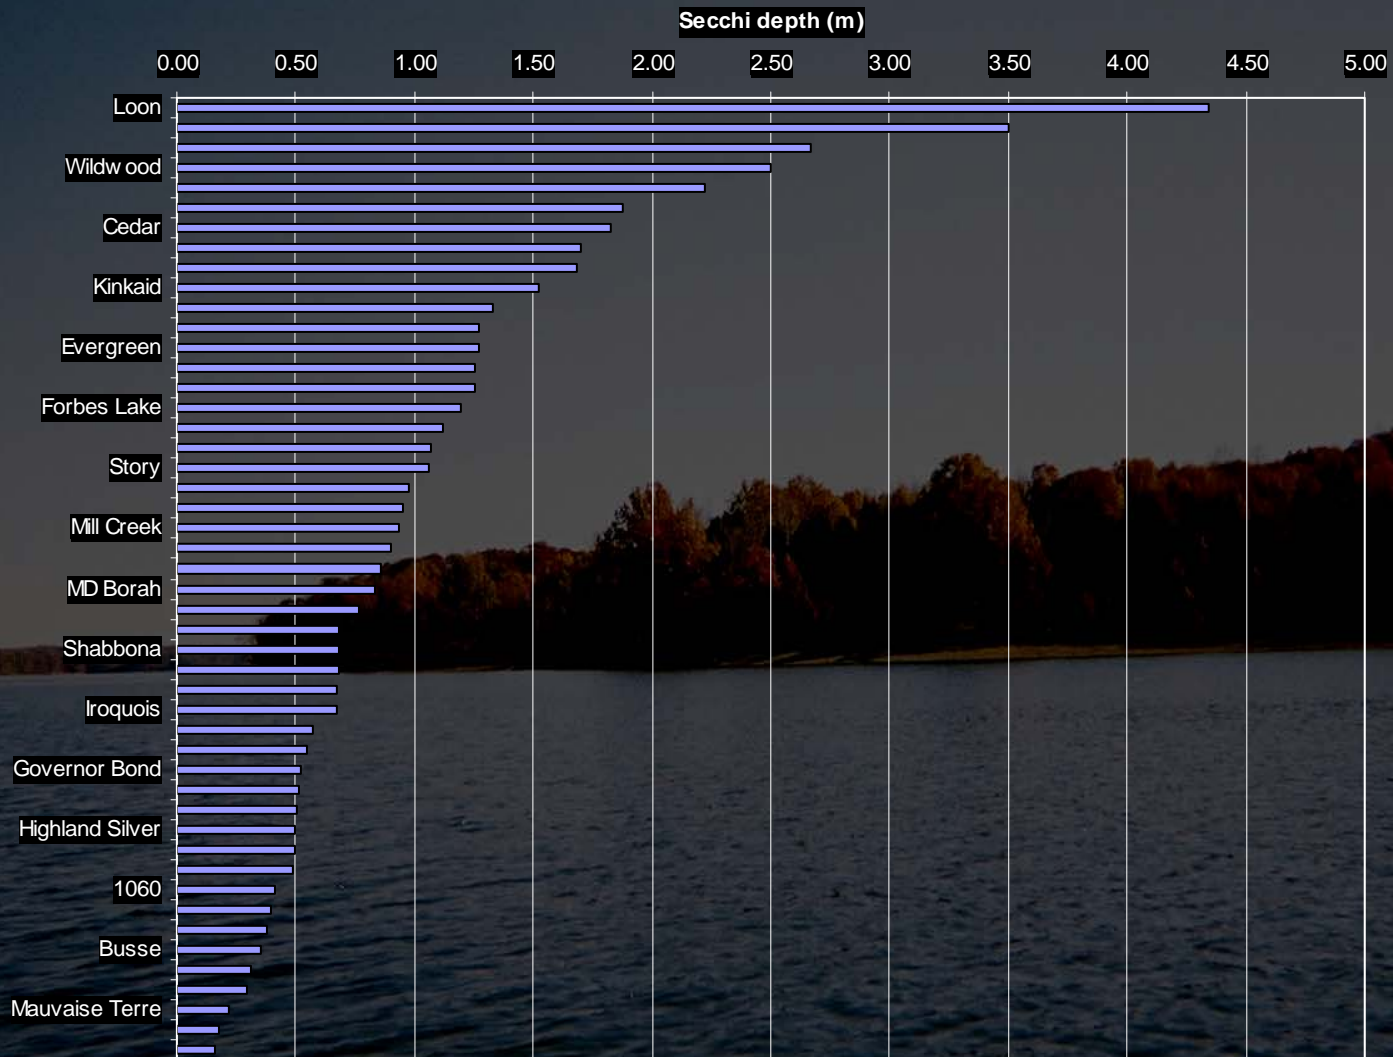 Secchi depth (m)
0.00 0.50 1.00 1.50 2.00 2.50 3.00 3.50 4.00 4.50 5.00
Loon
Wildwood
Cedar
Kinkaid
Evergreen
Forbes Lake
Story
Mill Creek
MD Borah
Shabbona
Iroquois
Governor Bond
Highland Silver
1060
Busse
Mauvaise Terre